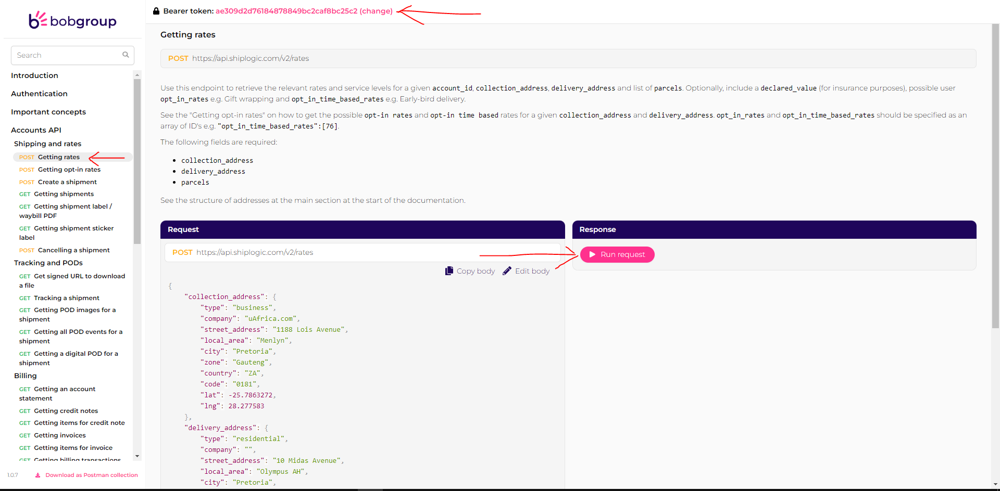 bobgroup
Search
Introduction
Authentication
Important concepts
Accounts API
Shipping and rates
POST Getting rates
POST Getting opt-in rates
POST Create a shipment
GET Getting shipments
GET Getting shipment label /
waybill PDF
GET Getting shipment sticker
label
POST Cancelling a shipment
Tracking and PODs
GET Get signed URL to download
a file
GET Tracking a shipment
GET Getting POD images for a
shipment
GET Getting all POD events for a
shipment
GET Getting a digital POD for a
shipment
Billing
GET Getting an account
statement
GET Getting credit notes
GET Getting items for credit note
GET Getting invoices
GET Getting items for invoice
GET Getting billing transactions
1.0.7 Download as Postman collection
Bearer token: ae309d2d76184878849bc2caf8bc25c2 (change)
Getting rates
POST https://api.shiplogic.com/v2/rates
Use this endpoint to retrieve the relevant rates and service levels for a given account_id, collection_address, delivery_address and list of parcels. Optionally, include a declared_value (for insurance purposes), possible user
opt_in_rates e.g. Gift wrapping and opt_in_time_based_rates e.g. Early-bird delivery.
See the "Getting opt-in rates" on how to get the possible opt-in rates and opt-in time based rates for a given collection_address and delivery_address. opt_in_rates and opt_in_time_based_rates should be specified as an
array of ID's e.g. "opt_in_time_based_rates":[76].
The following fields are required:
• collection_address
• delivery_address
• parcels
See the structure of addresses at the main section at the start of the documentation.
Request
POST https://api.shiplogic.com/v2/rates
Copy body Edit body
{
"collection_address": {
"type": "business",
"company": "uAfrica.com",
"street_address": "1188 Lois Avenue",
"local_area": "Menlyn",
"city": "Pretoria",
"zone": "Gauteng",
"country": "ZA",
"code": "0181",
"lat": -25.7863272,
"lng": 28.277583
},
"delivery_address": {
"type": "residential",
"company": "",
"street_address": "10 Midas Avenue",
"local_area": "Olympus AH",
"city": "Pretoria",
Response
Run request